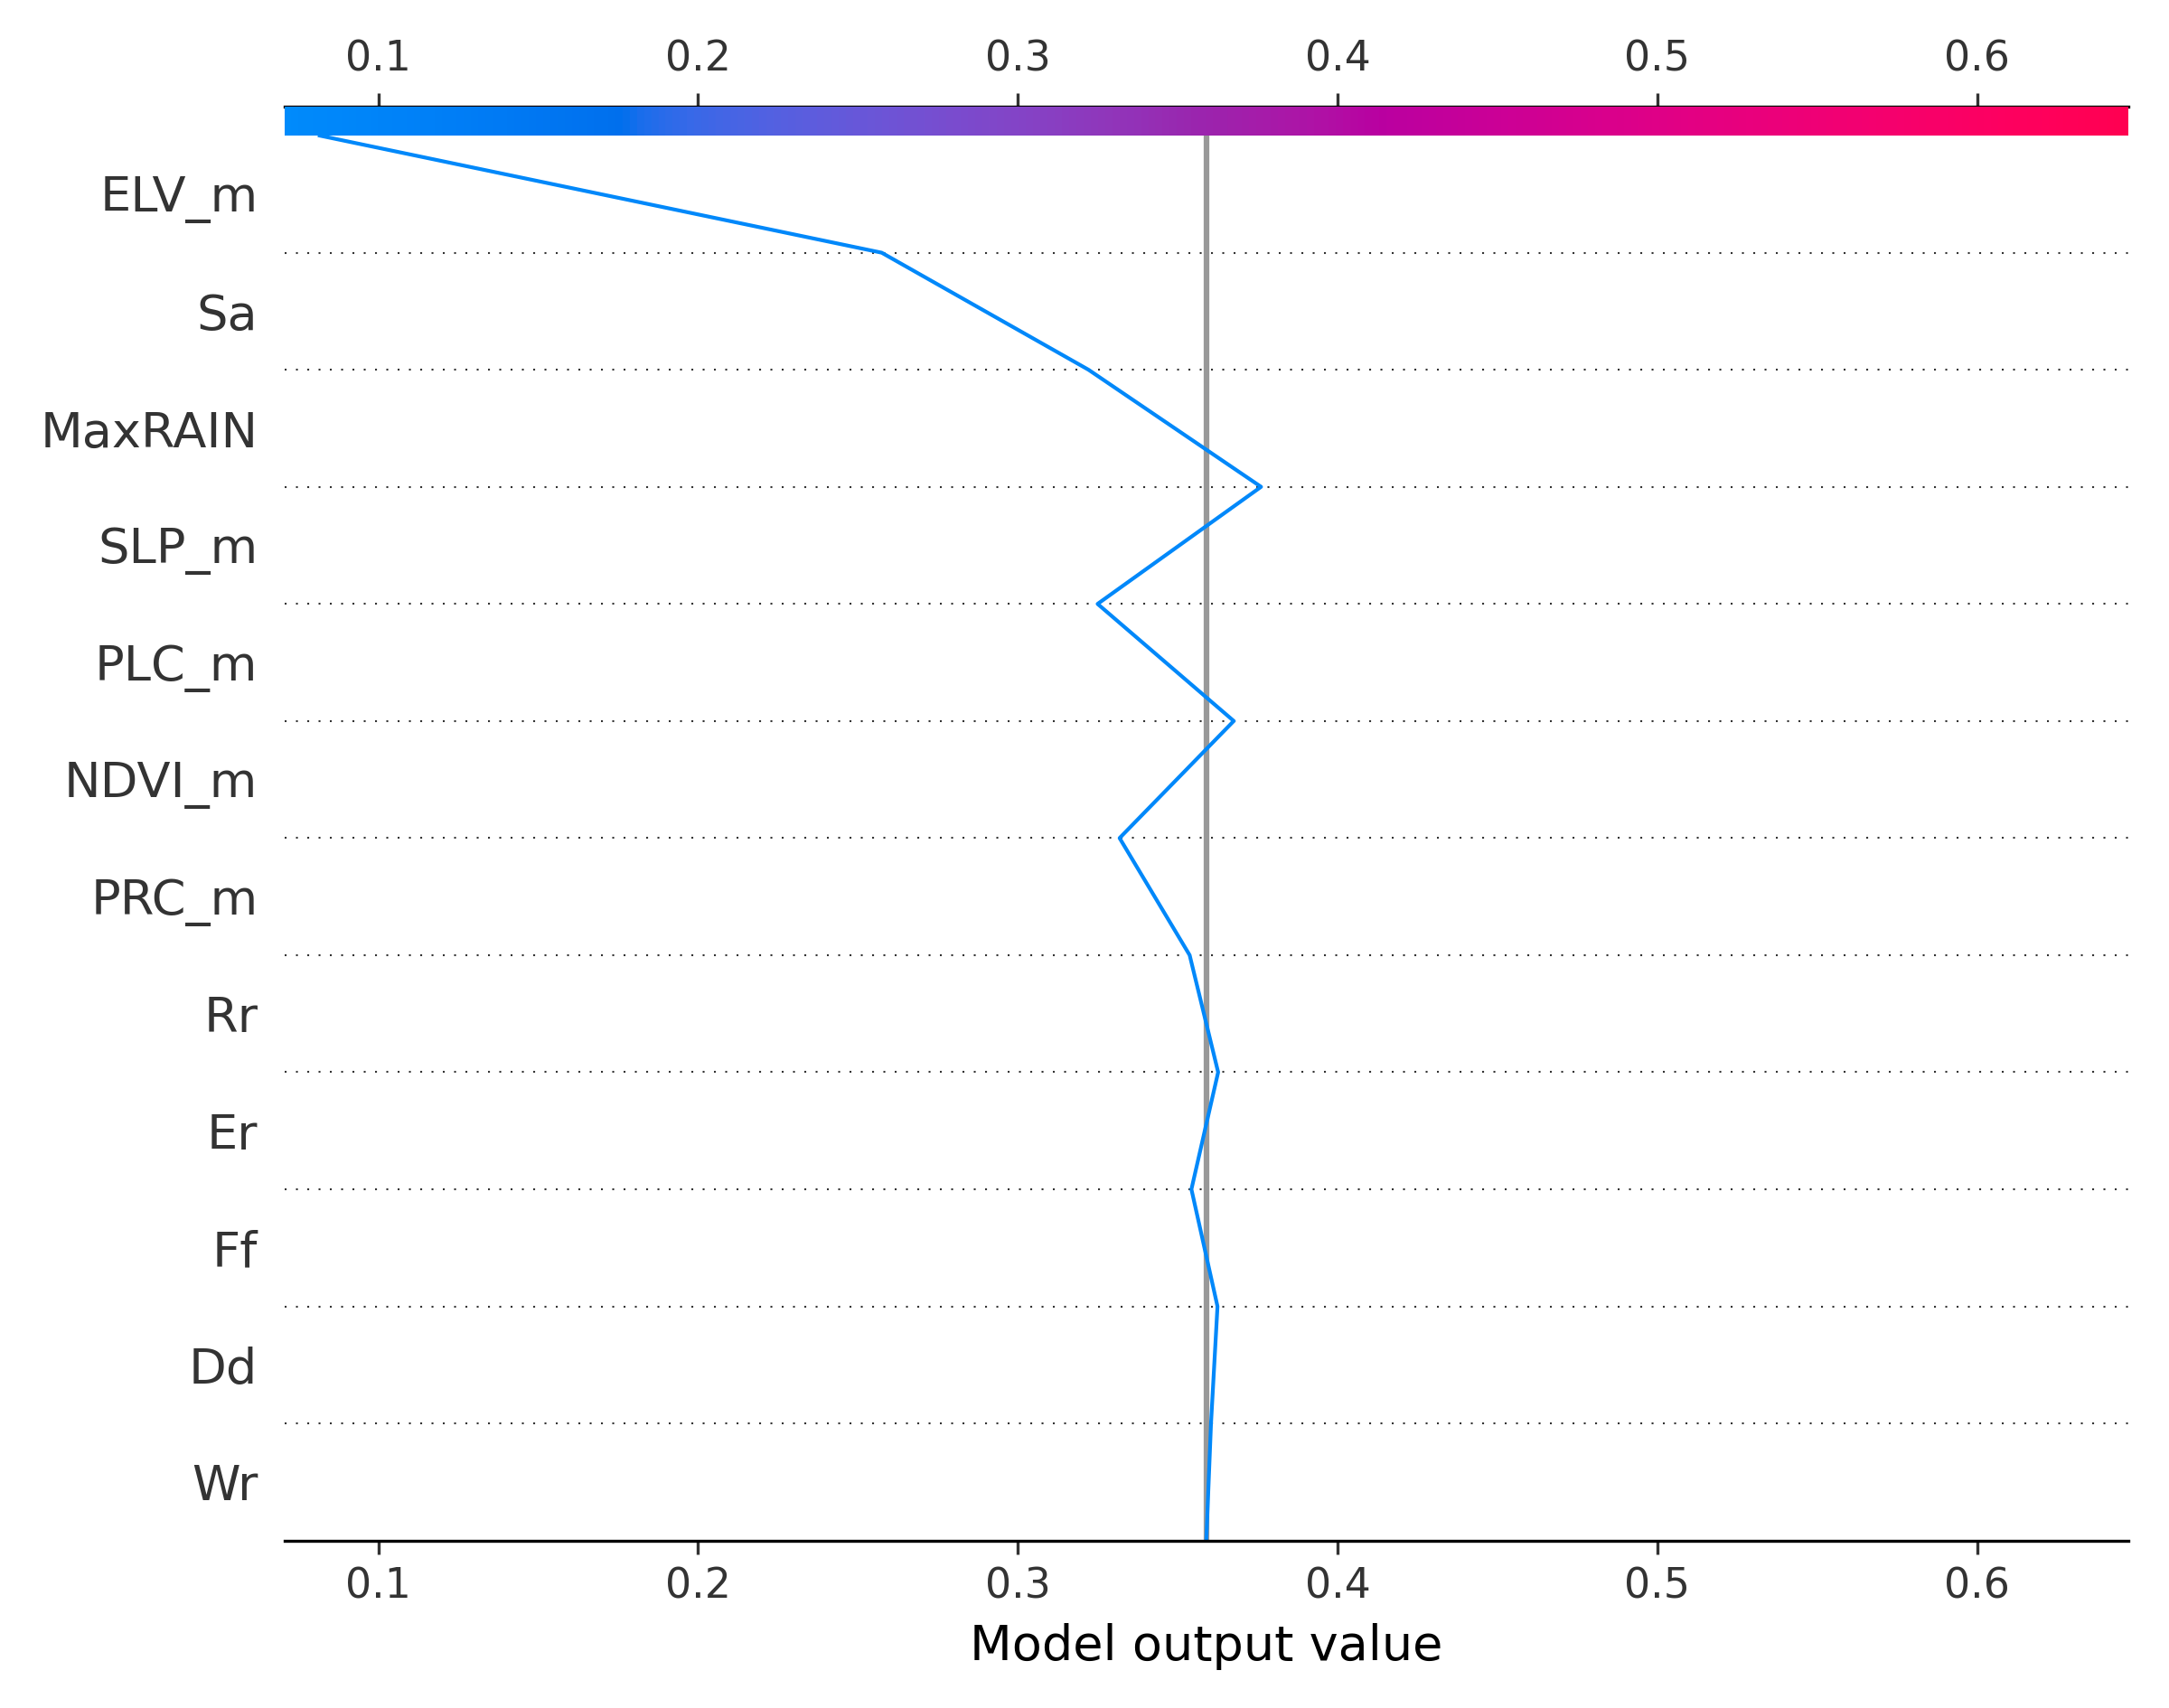 0.1 0.2 0.3 0.4 0.5 0.6
ELV_m
Sa
MaxRAIN
SLP_m
PLC_m
NDVI_m
PRC_m
Rr
Er
Ff
Dd
Wr
0.1 0.2 0.3 0.4 0.5 0.6
Model output value